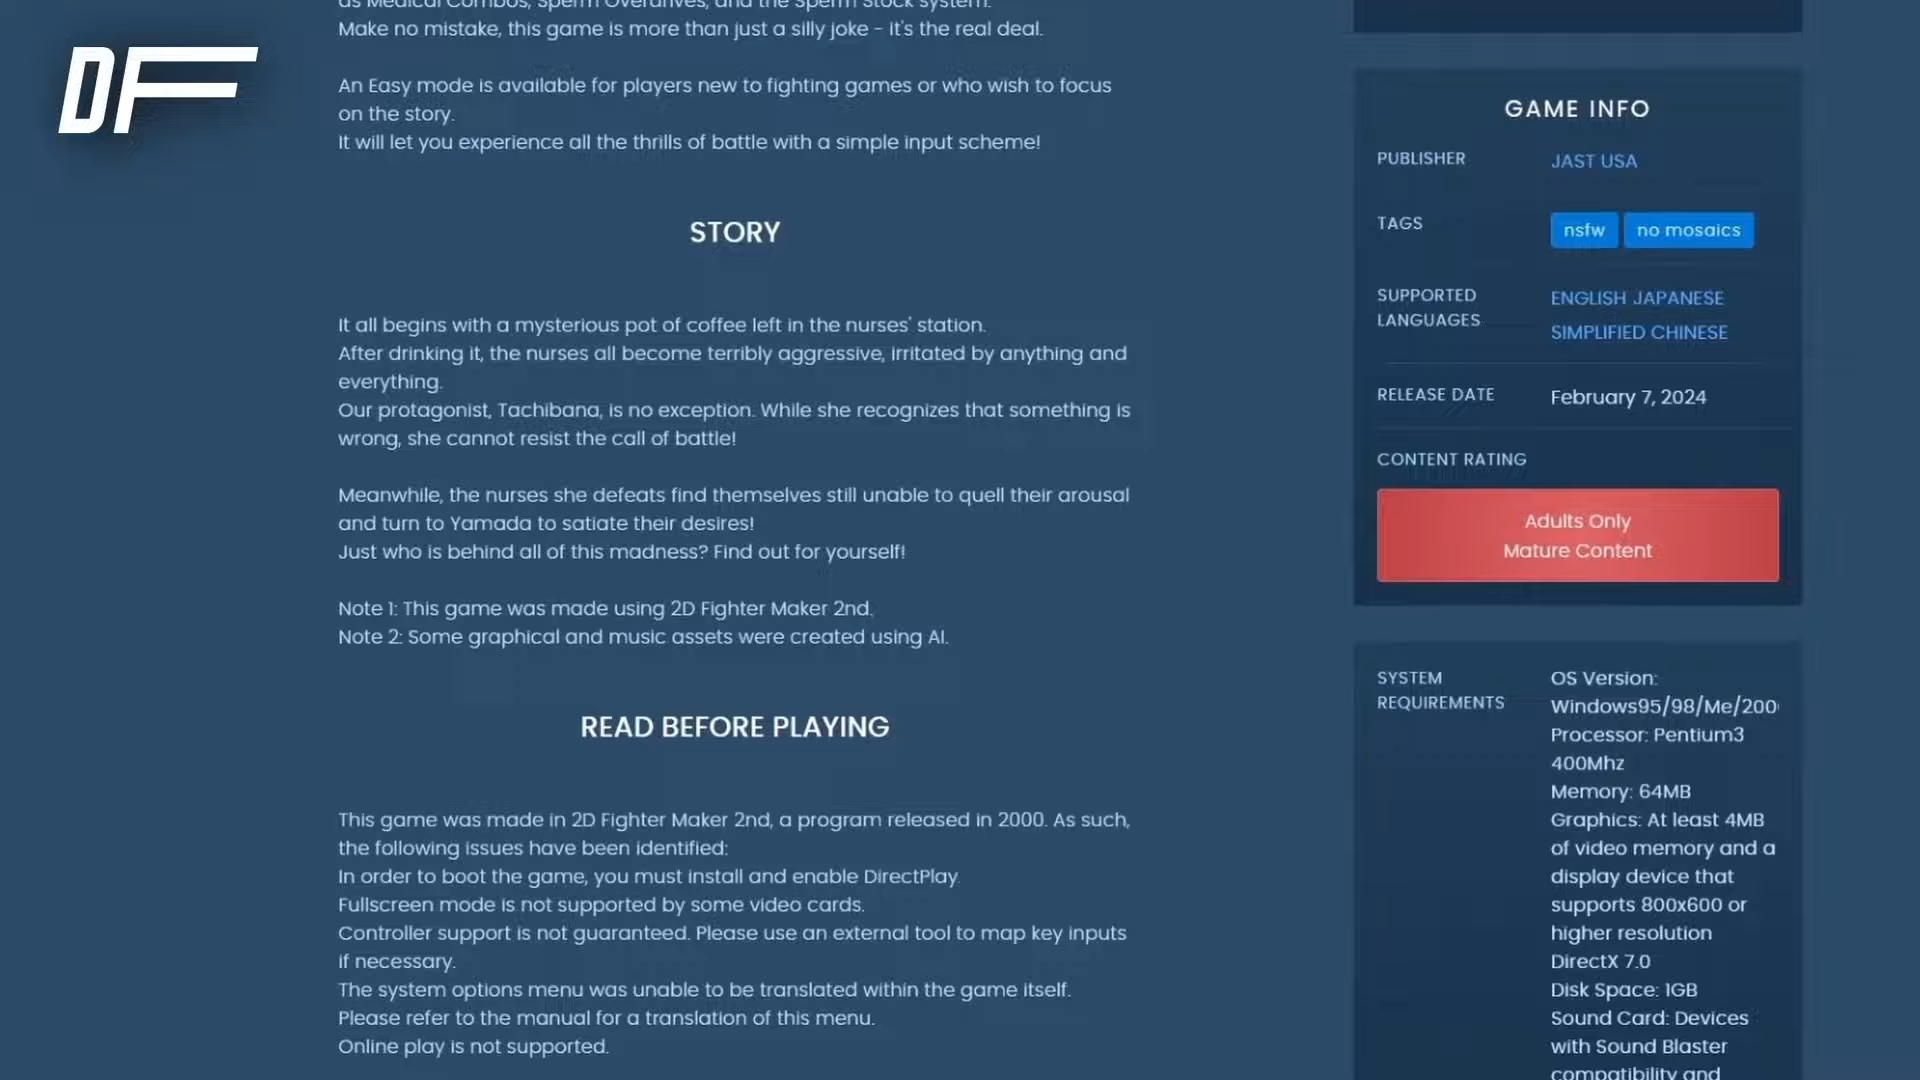 DF
as Medical Combos, Sperm Overdrives, and the Sperm Stock system.
Make no mistake, this game is more than just a silly joke - it's the real deal.
An Easy mode is available for players new to fighting games or who wish to focus
on the story.
It will let you experience all the thrills of battle with a simple input scheme!
STORY
It all begins with a mysterious pot of coffee left in the nurses' station.
After drinking it, the nurses all become terribly aggressive, irritated by anything and
everything.
Our protagonist, Tachibana, is no exception. While she recognizes that something is
wrong, she cannot resist the call of battle!
Meanwhile, the nurses she defeats find themselves still unable to quell their arousal
and turn to Yamada to satiate their desires!
Just who is behind all of this madness? Find out for yourself!
Note 1: This game was made using 2D Fighter Maker 2nd.
Note 2: Some graphical and music assets were created using AI.
READ BEFORE PLAYING
This game was made in 2D Fighter Maker 2nd, a program released in 2000. As such,
the following issues have been identified:
In order to boot the game, you must install and enable DirectPlay.
Fullscreen mode is not supported by some video cards.
Controller support is not guaranteed. Please use an external tool to map key inputs
if necessary.
The system options menu was unable to be translated within the game itself.
Please refer to the manual for a translation of this menu.
Online play is not supported.
GAME INFO
PUBLISHER
JAST USA
TAGS
nsfw no mosaics
SUPPORTED
LANGUAGES
ENGLISH JAPANESE
SIMPLIFIED CHINESE
RELEASE DATE
February 7, 2024
CONTENT RATING
Adults Only
Mature Content
SYSTEM
REQUIREMENTS
OS Version:
Windows95/98/Me/200
Processor: Pentium3
400Mhz
Memory: 64MB
Graphics: At least 4MB
of video memory and a
display device that
supports 800x600 or
higher resolution
DirectX 7.0
Disk Space: 1GB
Sound Card: Devices
with Sound Blaster
compatibility and